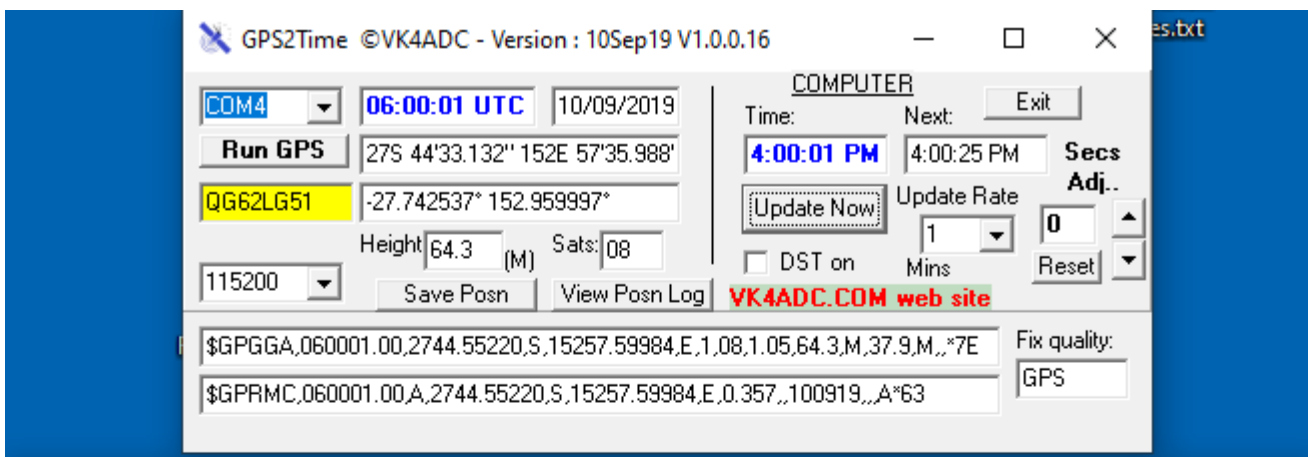 es.txt
GPS2Time ©VK4ADC - Version : 10Sep19 V1.0.0.16
COM4
06:00:01 UTC
10/09/2019
Run GPS
27S 44'33.132'' 152E 57'35.988'
QG62LG51
-27.742537° 152.959997°
Height
64.3
(M)
Sats:
08
115200
Save Posn
View Posn Log
COMPUTER
Exit
Time:
Next:
4:00:01 PM
4:00:25 PM
Secs
Adj..
Update Now
Update Rate
1
0
DST on
Mins
Reset
VK4ADC.COM web site
$GPGGA,060001.00,2744.55220,S,15257.59984,E,1,08,1.05,64.3,M,37.9,M,,*7E
Fix quality:
$GPRMC,060001.00,A,2744.55220,S,15257.59984,E,0.357,,100919,,,A*63
GPS